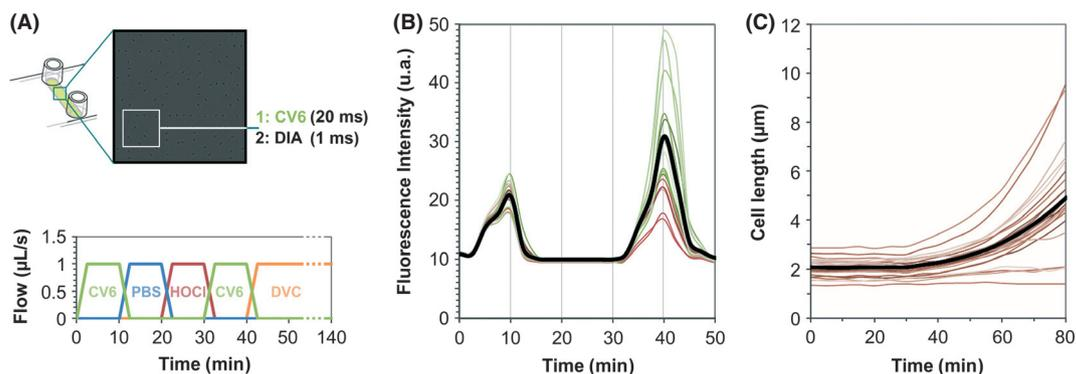 (A)
1: CV6 (20 ms)
2: DIA (1 ms)
Flow (µL/s)
1.5
1
0.5
0
CV6
PBS
HOCl
CV6
DVC
0 10 20 30 40 50 140
Time (min)
(B)
Fluorescence Intensity (u.a.)
50
40
30
20
10
0
0 10 20 30 40 50
Time (min)
(C)
Cell length (µm)
12
10
8
6
4
2
0
0 20 40 60 80
Time (min)